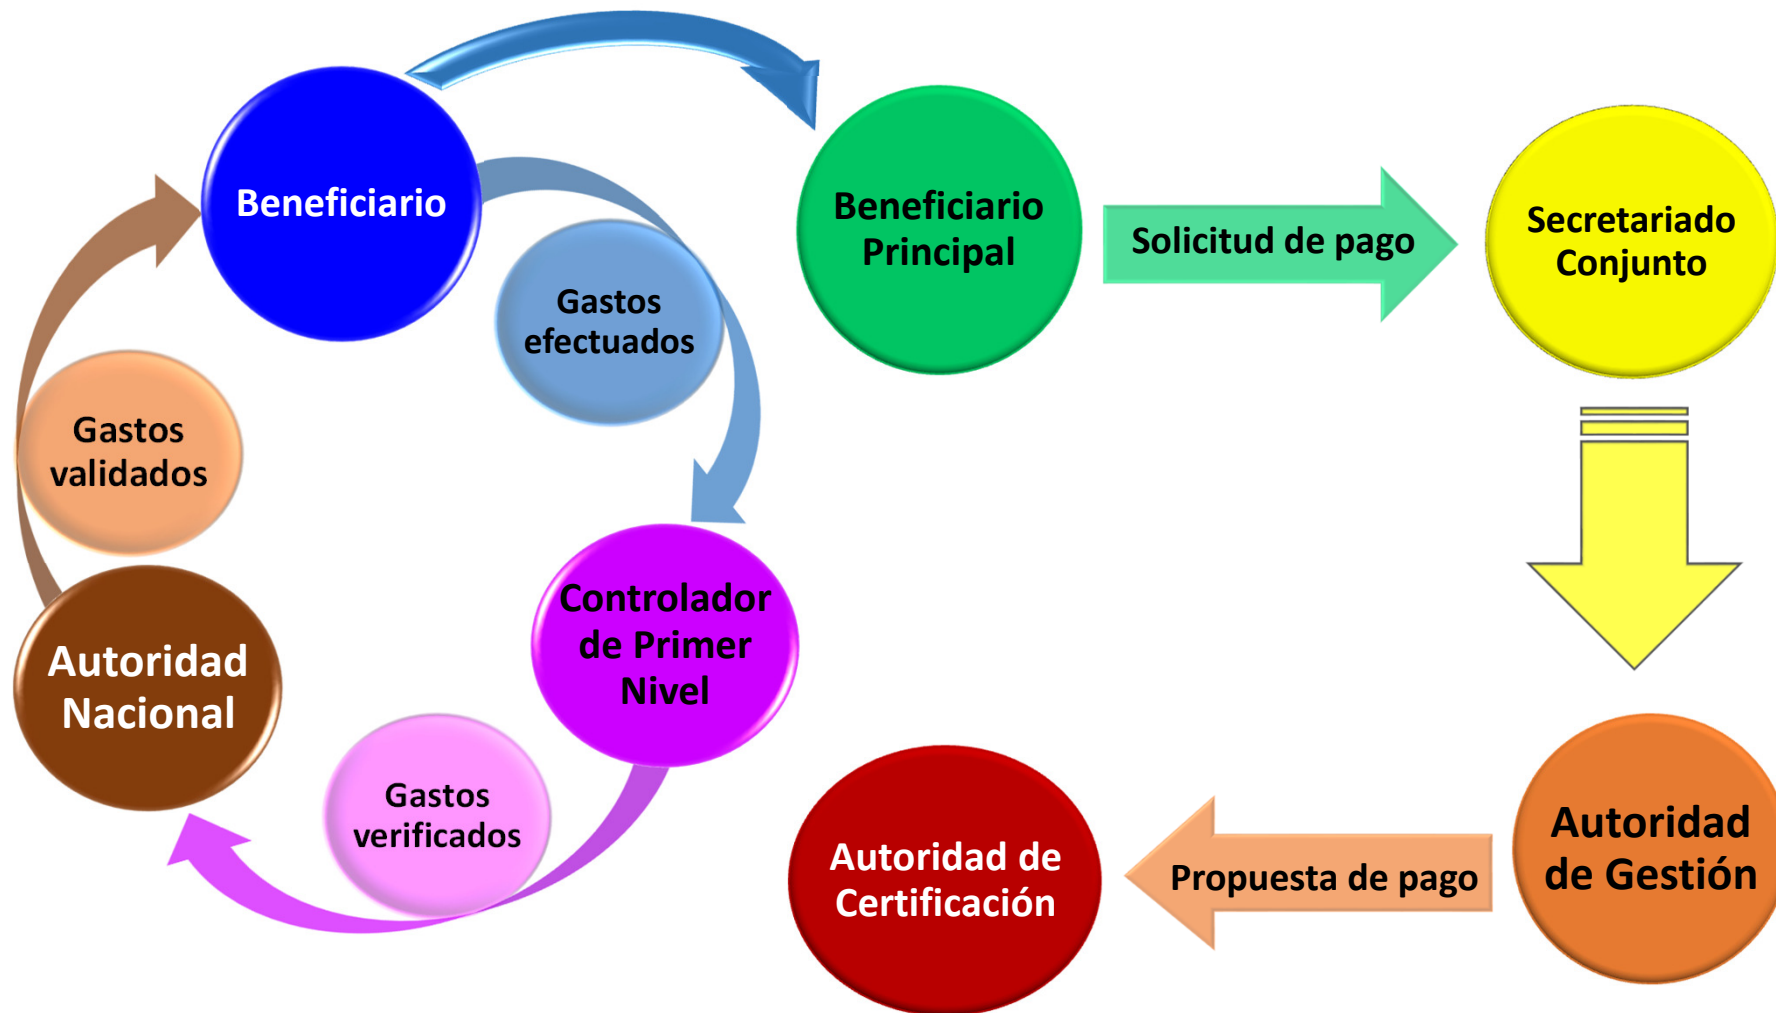 Beneficiario
Gastos
efectuados
Controlador
de Primer
Nivel
Gastos
verificados
Autoridad
Nacional
Gastos
validados
Beneficiario
Principal
Solicitud de pago
Secretariado
Conjunto
Autoridad
de Gestión
Propuesta de pago
Autoridad de
Certificación